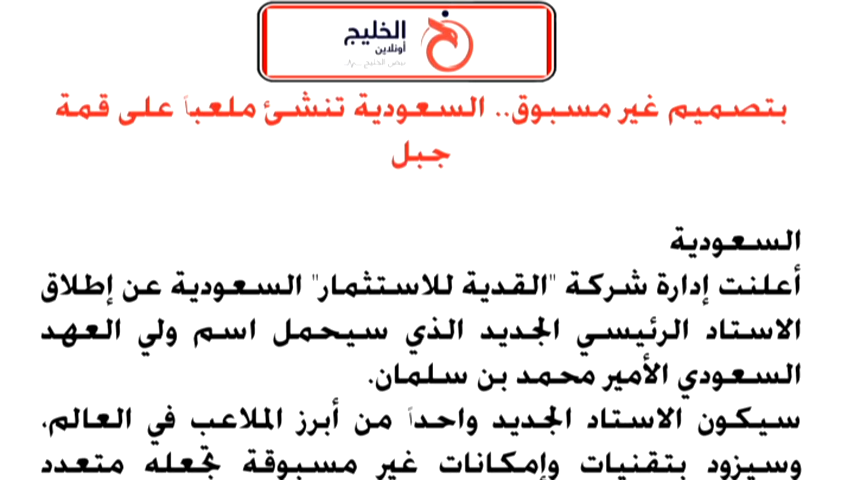 الخليج
أونلاين
نبض الخليج
بتصميم غير مسبوق.. السعودية تنشئ ملعباً على قمة
جبل
السعودية
أعلنت إدارة شركة "القدية للاستثمار" السعودية عن إطلاق
الاستاد الرئيسي الجديد الذي سيحمل اسم ولي العهد
السعودي الأمير محمد بن سلمان.
سيكون الاستاد الجديد واحداً من أبرز الملاعب في العالم،
وسيزود بتقنيات وإمكانات غير مسبوقة تجعله متعدد